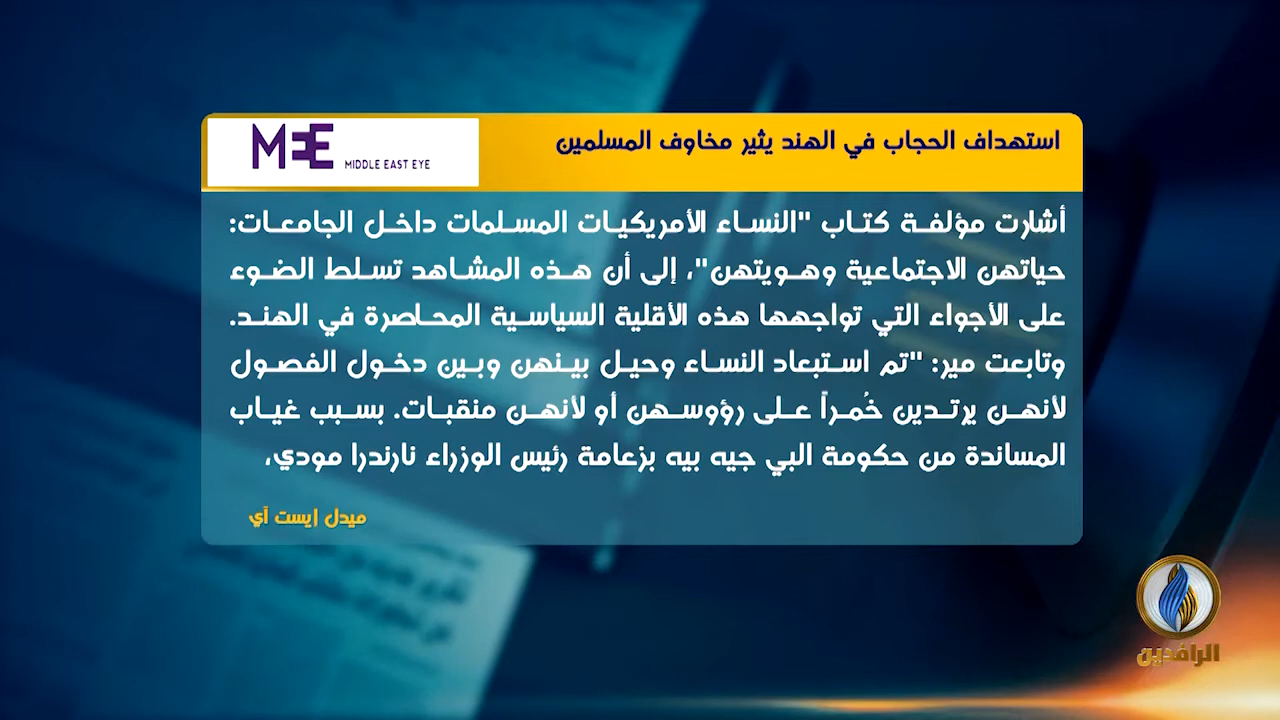 استهداف الحجاب في الهند يثير مخاوف المسلمين
MEE MIDDLE EAST EYE
أشارت مؤلفة كتاب "النساء الأمريكيات المسلمات داخل الجامعات:
حياتهن الاجتماعية وهويتهن"، إلى أن هذه المشاهد تسلط الضوء
على الأجواء التي تواجهها هذه الأقلية السياسية المحاصرة في الهند.
وتابعت مير: "تم استبعاد النساء وحيل بينهن وبين دخول الفصول
لأنهن يرتدين خُمراً على رؤوسهن أو لأنهن منقبات. بسبب غياب
المساندة من حكومة البي جيه بيه بزعامة رئيس الوزراء نارندرا مودي،
ميدل إيست آي
الرافدين